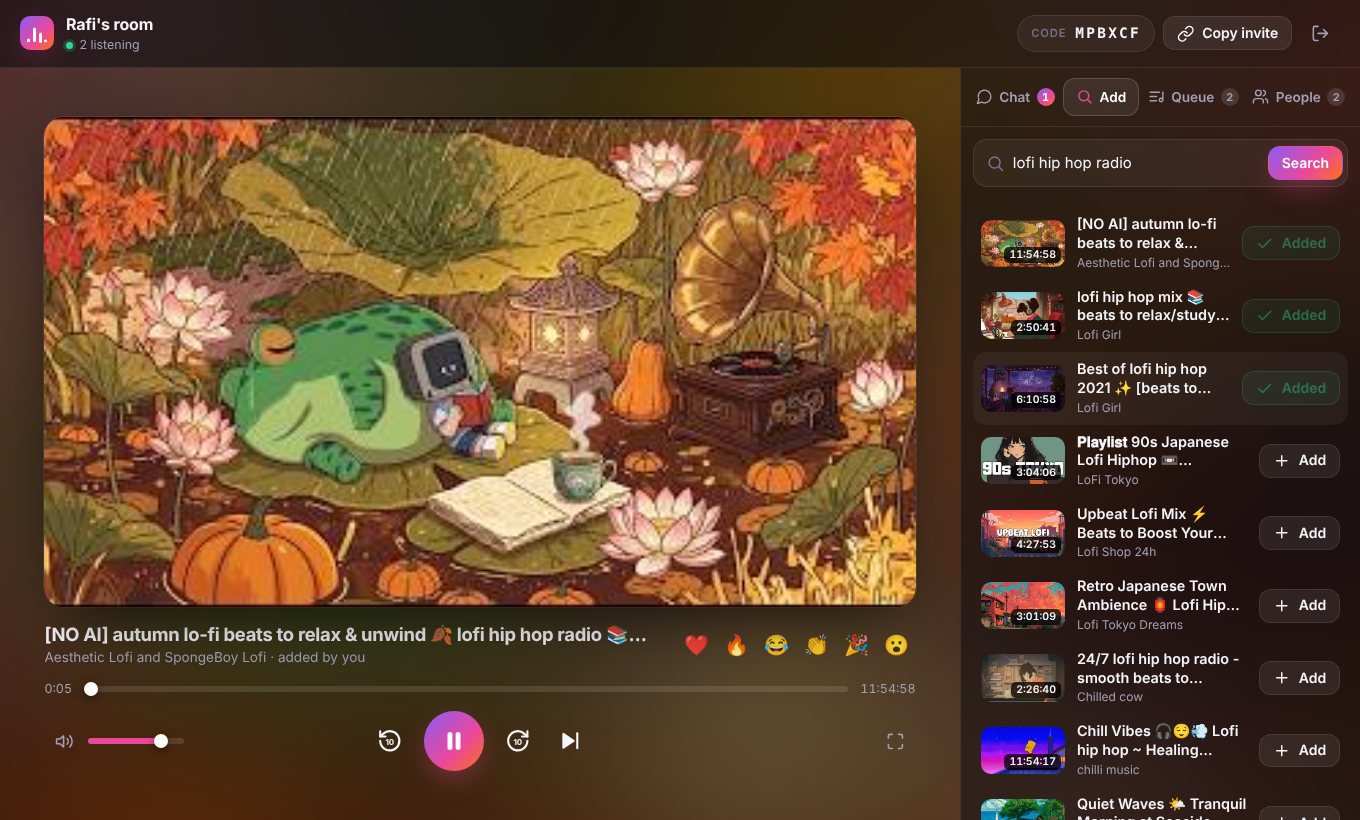 Rafi's room
2 listening
CODE MPBXCF
Copy invite
Chat 1
Add
Queue 2
People 2
lofi hip hop radio
Search
[NO AI] autumn lo-fi
beats to relax &...
Aesthetic Lofi and Spong...
11:54:58
Added
lofi hip hop mix 📚
beats to relax/study...
Lofi Girl
2:50:41
Added
Best of lofi hip hop
2021 ✨ [beats to...
Lofi Girl
6:10:58
Added
Playlist 90s Japanese
Lofi Hiphop 📼...
LoFi Tokyo
90s
3:04:06
Add
Upbeat Lofi Mix ⚡
Beats to Boost Your...
Lofi Shop 24h
UPBEAT LOFI
4:27:53
Add
Retro Japanese Town
Ambience 🏮 Lofi Hip...
Lofi Tokyo Dreams
3:01:09
Add
24/7 lofi hip hop radio -
smooth beats to...
Chilled cow
2:26:40
Add
Chill Vibes 🎧😌💨 Lofi
hip hop ~ Healing...
chilli music
11:54:17
Add
Quiet Waves 🌤️ Tranquil
[NO AI] autumn lo-fi beats to relax & unwind 🍂 lofi hip hop radio 📚...
Aesthetic Lofi and SpongeBoy Lofi · added by you
❤️ 🔥 😂 👏 🎉 😮
0:05
11:54:58
10
10